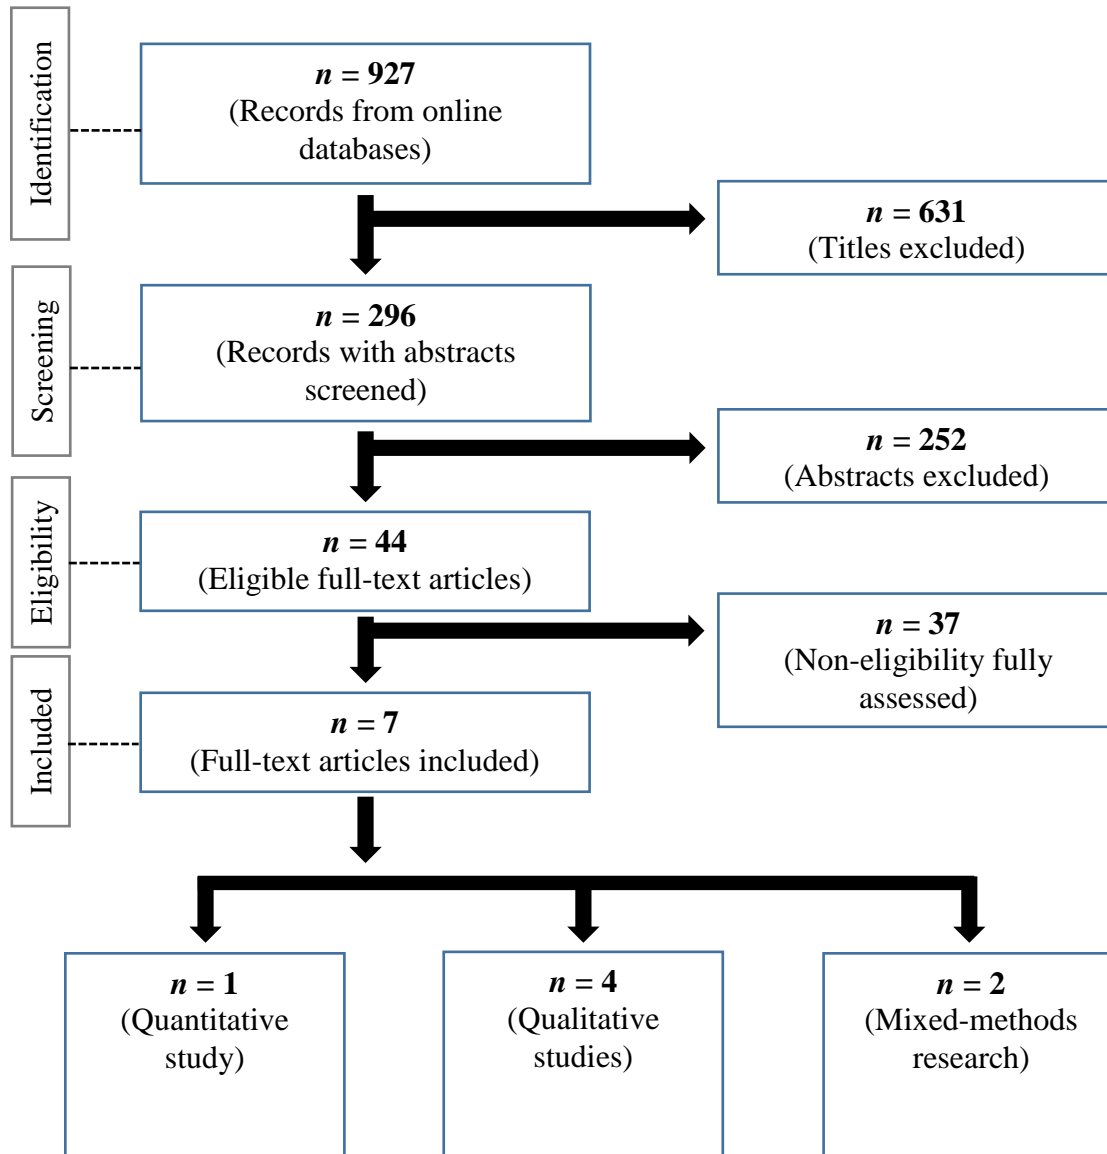 Identification
n = 927
(Records from online
databases)
n = 631
(Titles excluded)
Screening
n = 296
(Records with abstracts
screened)
n = 252
(Abstracts excluded)
Eligibility
n = 44
(Eligible full-text articles)
n = 37
(Non-eligibility fully
assessed)
Included
n = 7
(Full-text articles included)
n = 1
(Quantitative
study)
n = 4
(Qualitative
studies)
n = 2
(Mixed-methods
research)